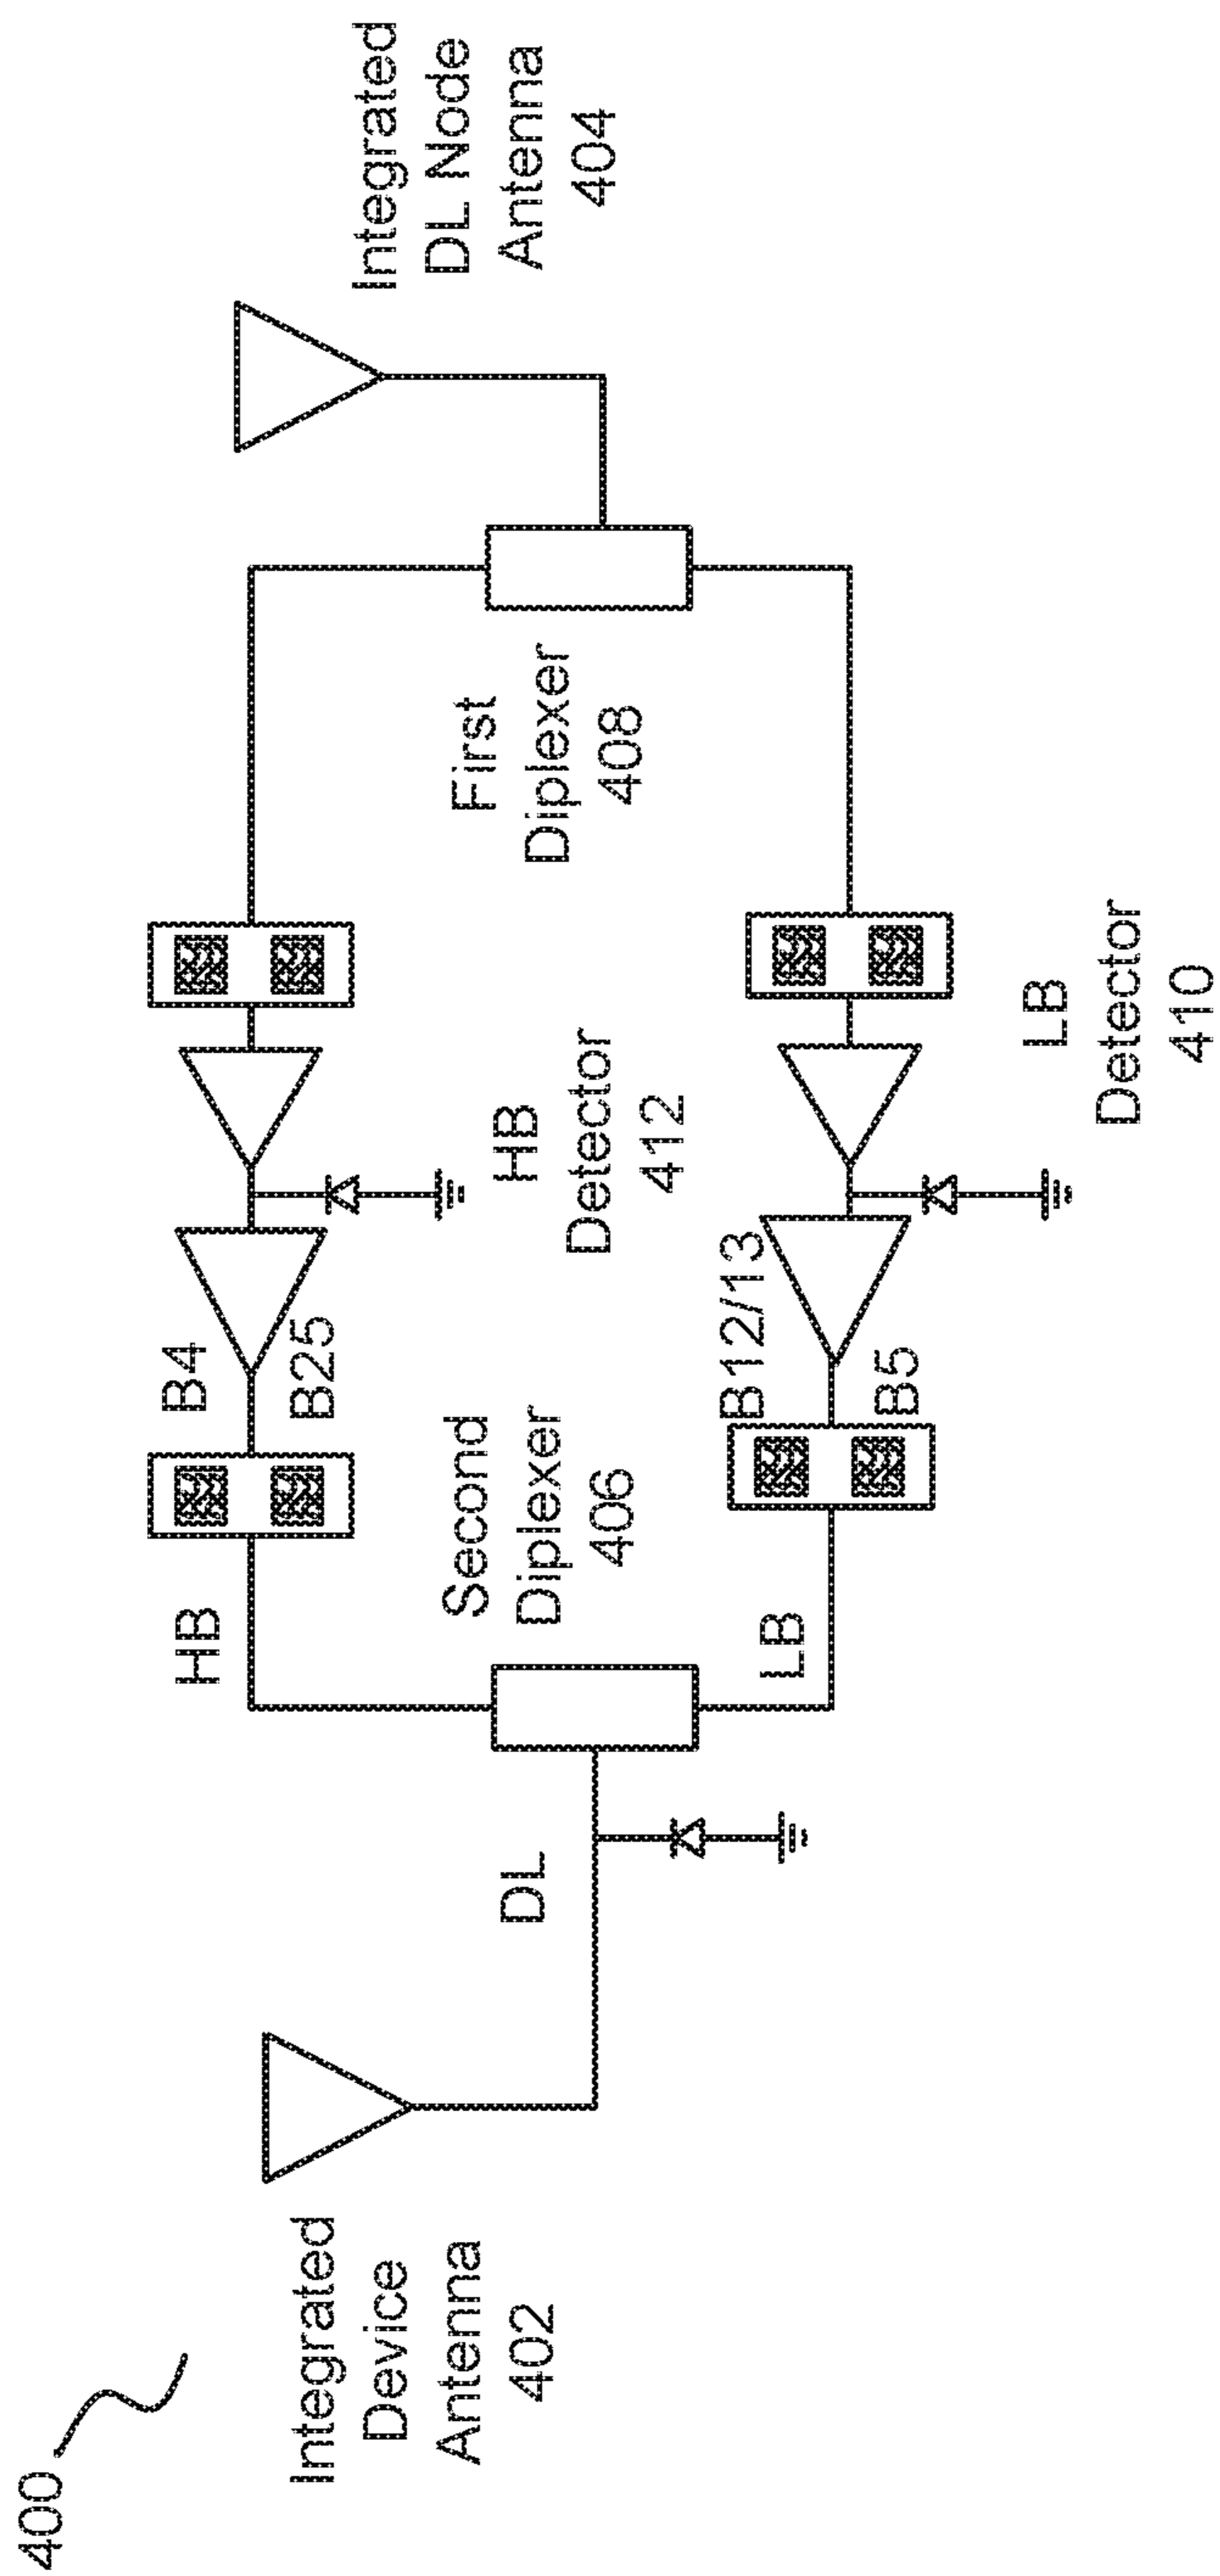 400
Integrated
Device
Antenna
402
DL
HB
LB
Second
Diplexer
406
B4
B25
B12/13
B5
HB
Detector
412
LB
Detector
410
First
Diplexer
408
Integrated
DL Node
Antenna
404